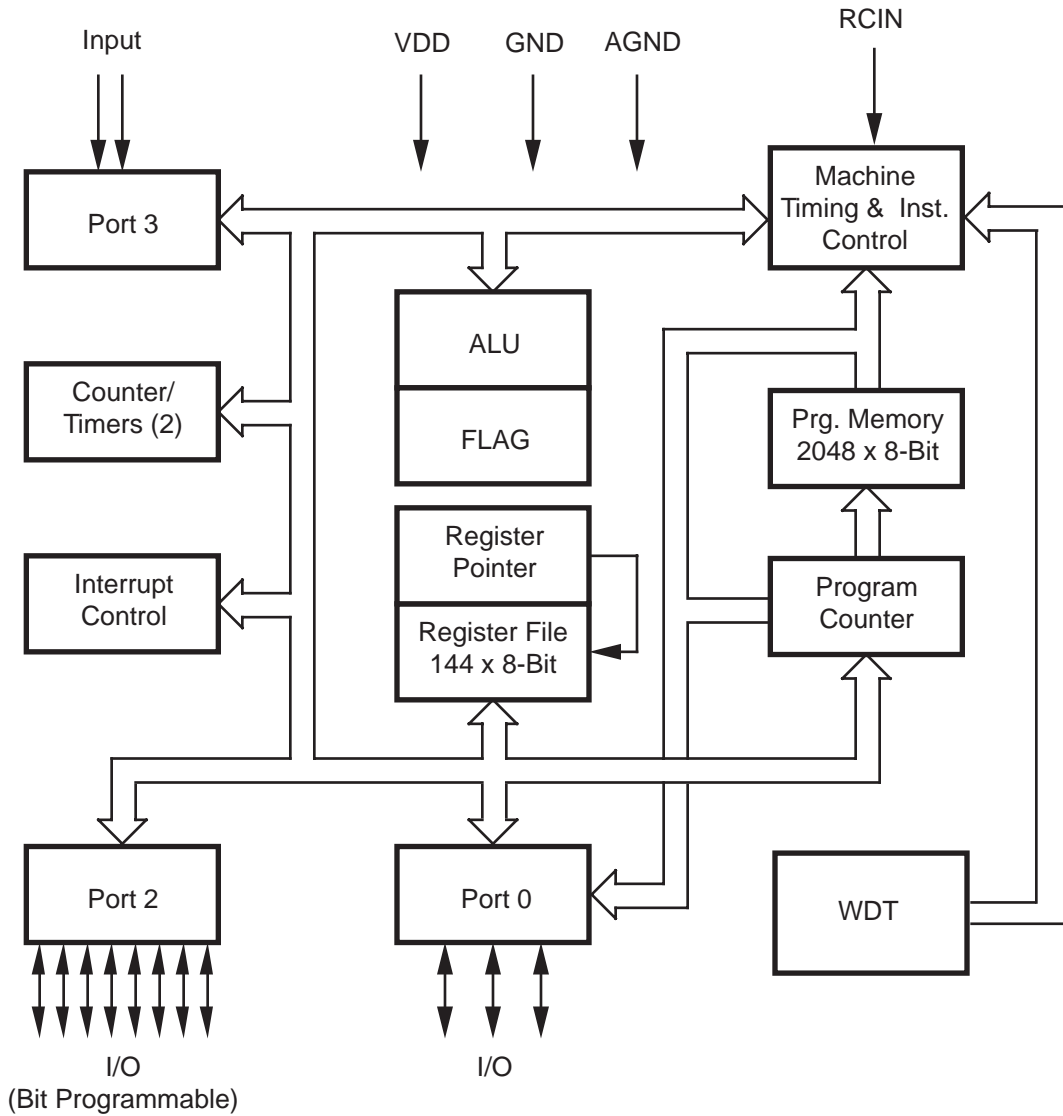 Input
VDD
GND
AGND
RCIN
Port 3
Machine
Timing & Inst.
Control
ALU
FLAG
Counter/
Timers (2)
Prg. Memory
2048 x 8-Bit
Interrupt
Control
Register
Pointer
Register File
144 x 8-Bit
Program
Counter
Port 2
Port 0
WDT
I/O
(Bit Programmable)
I/O